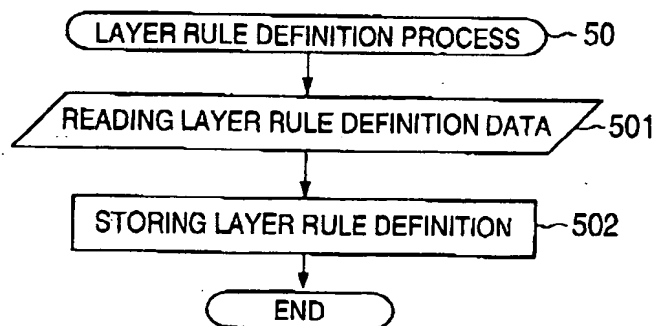 LAYER RULE DEFINITION PROCESS 50
READING LAYER RULE DEFINITION DATA 501
STORING LAYER RULE DEFINITION 502
END